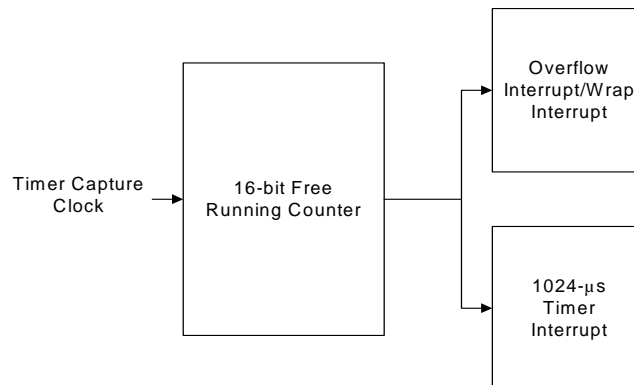 Overflow
Interrupt/Wrap
Interrupt
Timer Capture
Clock
16-bit Free
Running Counter
1024-μs
Timer
Interrupt